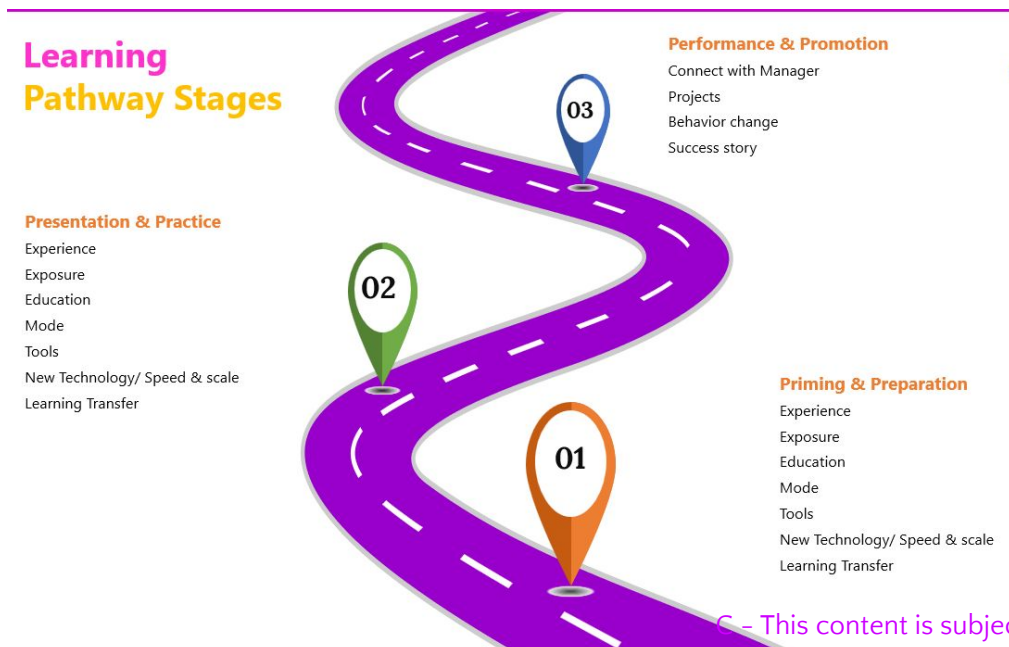 Learning
Pathway Stages
Performance & Promotion
Connect with Manager
Projects
Behavior change
Success story
03
Presentation & Practice
Experience
Exposure
Education
Mode
Tools
New Technology/ Speed & scale
Learning Transfer
02
Priming & Preparation
Experience
Exposure
Education
Mode
Tools
New Technology/ Speed & scale
Learning Transfer
01
C - This content is subjec